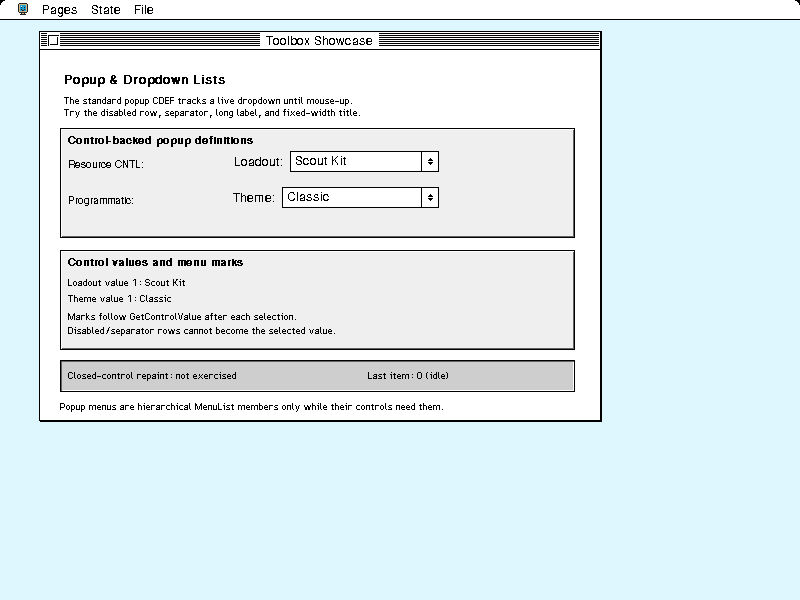 Pages State File
Toolbox Showcase
Popup & Dropdown Lists
The standard popup CDEF tracks a live dropdown until mouse-up.
Try the disabled row, separator, long label, and fixed-width title.
Control-backed popup definitions
Resource CNTL: Loadout: Scout Kit
Programmatic: Theme: Classic
Control values and menu marks
Loadout value 1: Scout Kit
Theme value 1: Classic
Marks follow GetControlValue after each selection.
Disabled/separator rows cannot become the selected value.
Closed-control repaint: not exercised Last item: 0 (idle)
Popup menus are hierarchical MenuList members only while their controls need them.